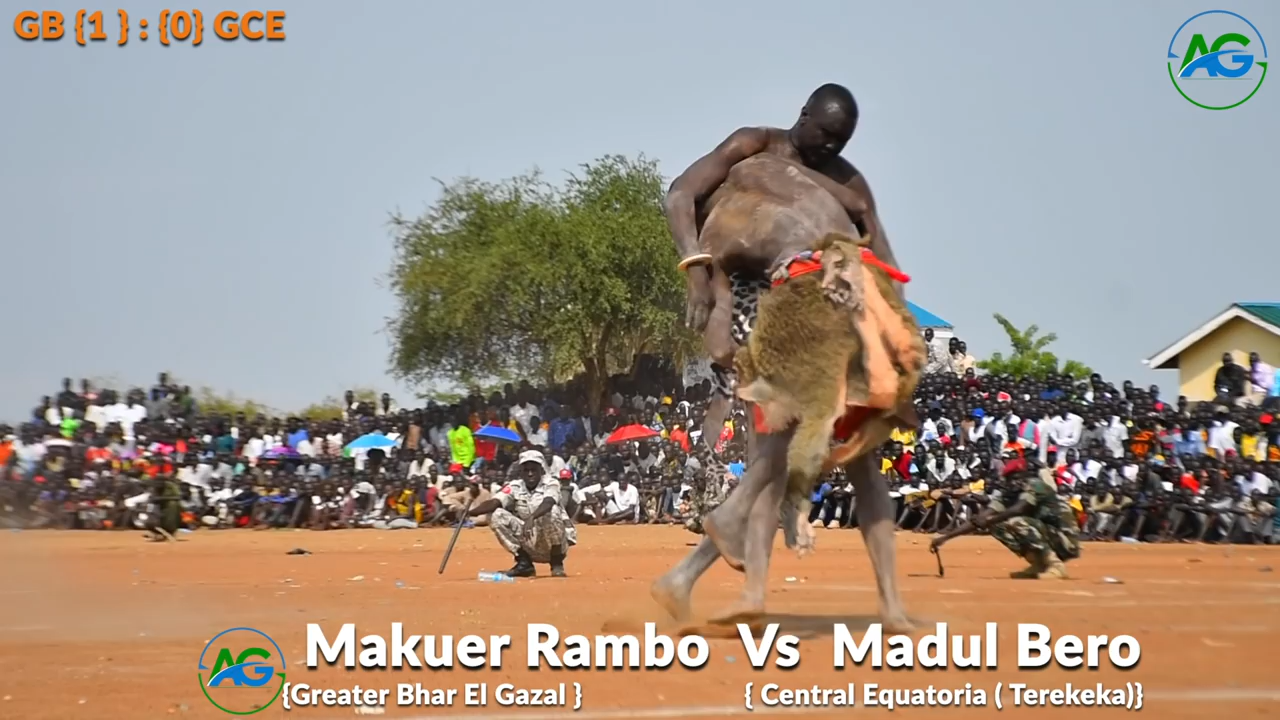 GB {1 } : {0} GCE
AG
Makuer Rambo Vs Madul Bero
AG
{Greater Bhar El Gazal } { Central Equatoria ( Terekeka)}